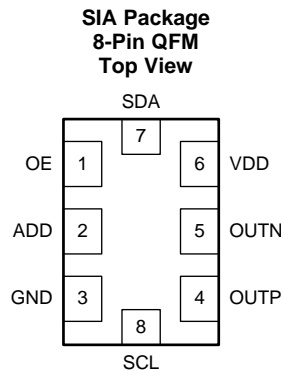 SIA Package
8-Pin QFM
Top View
SDA
7
OE 1 6 VDD
ADD 2 5 OUTN
GND 3 4 OUTP
8
SCL